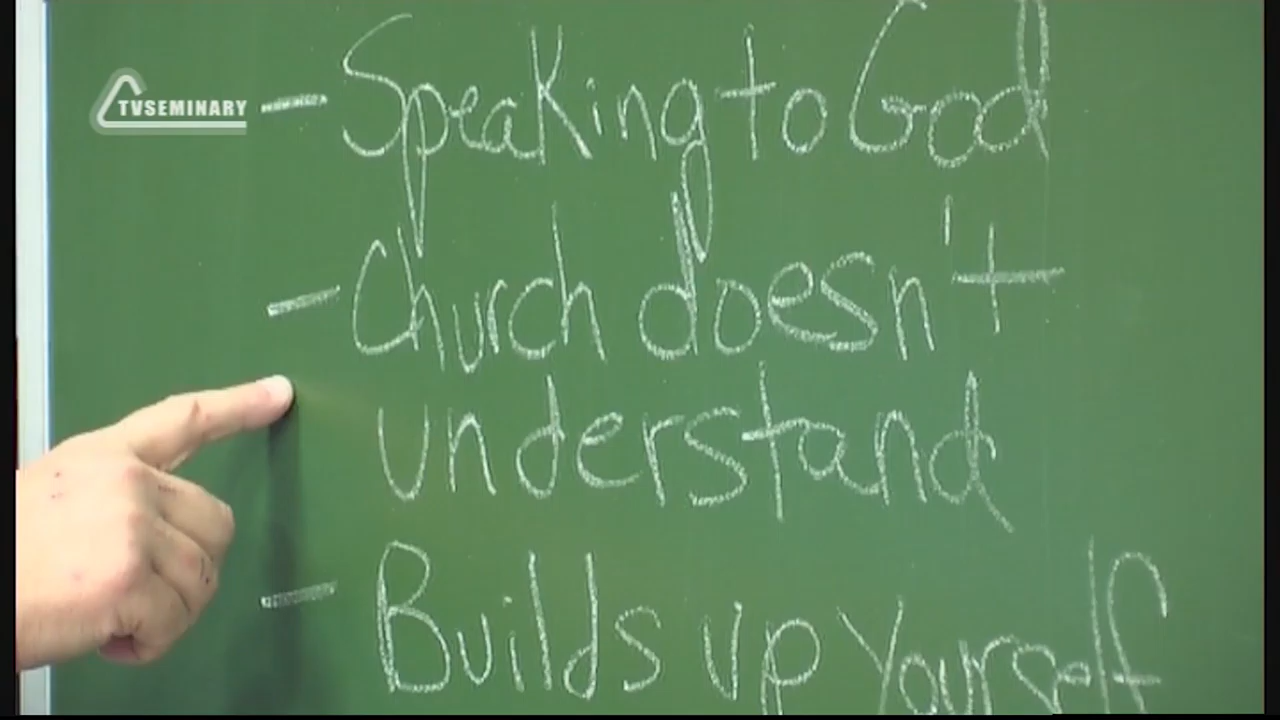 TVSEMINARY
- Speaking to God
- Church doesn't
understand
- Builds up yourself